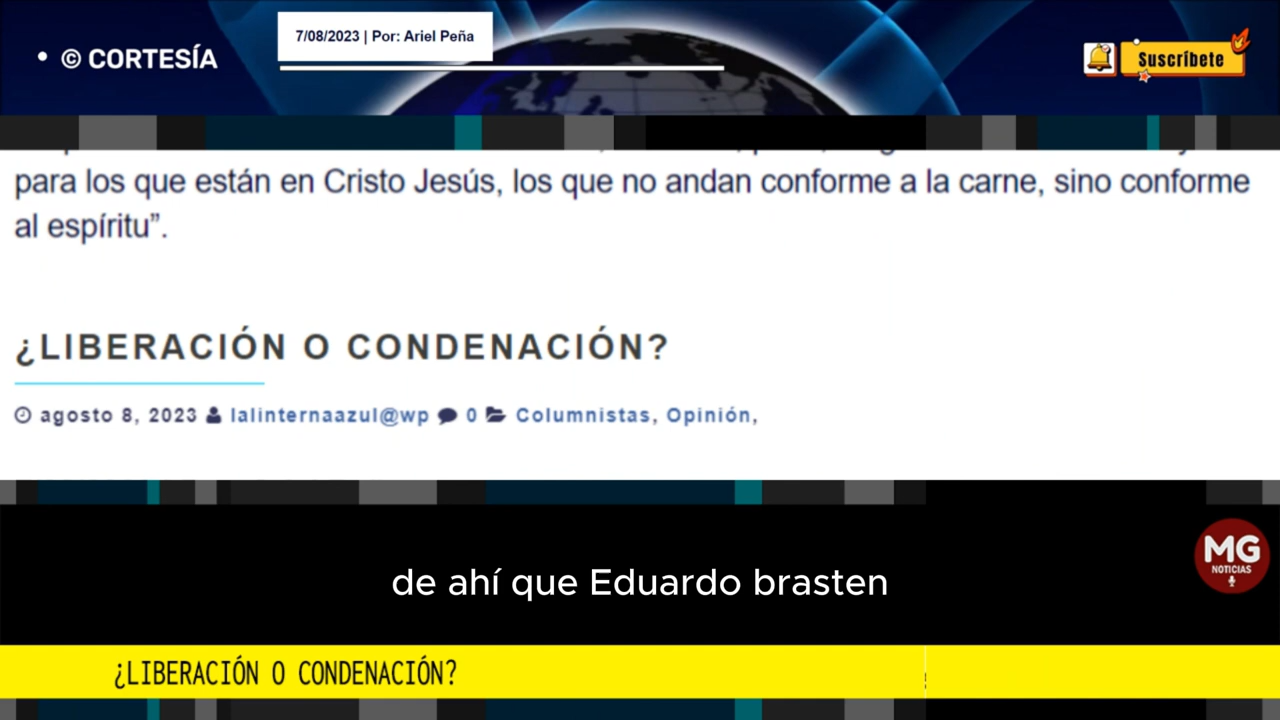 7/08/2023 | Por: Ariel Peña
• © CORTESÍA
Suscríbete
para los que están en Cristo Jesús, los que no andan conforme a la carne, sino conforme
al espíritu”.
¿LIBERACIÓN O CONDENACIÓN?
agosto 8, 2023 lalinternaazul@wp 0 Columnistas, Opinión,
MG
NOTICIAS
de ahí que Eduardo brasten
¿LIBERACIÓN O CONDENACIÓN?